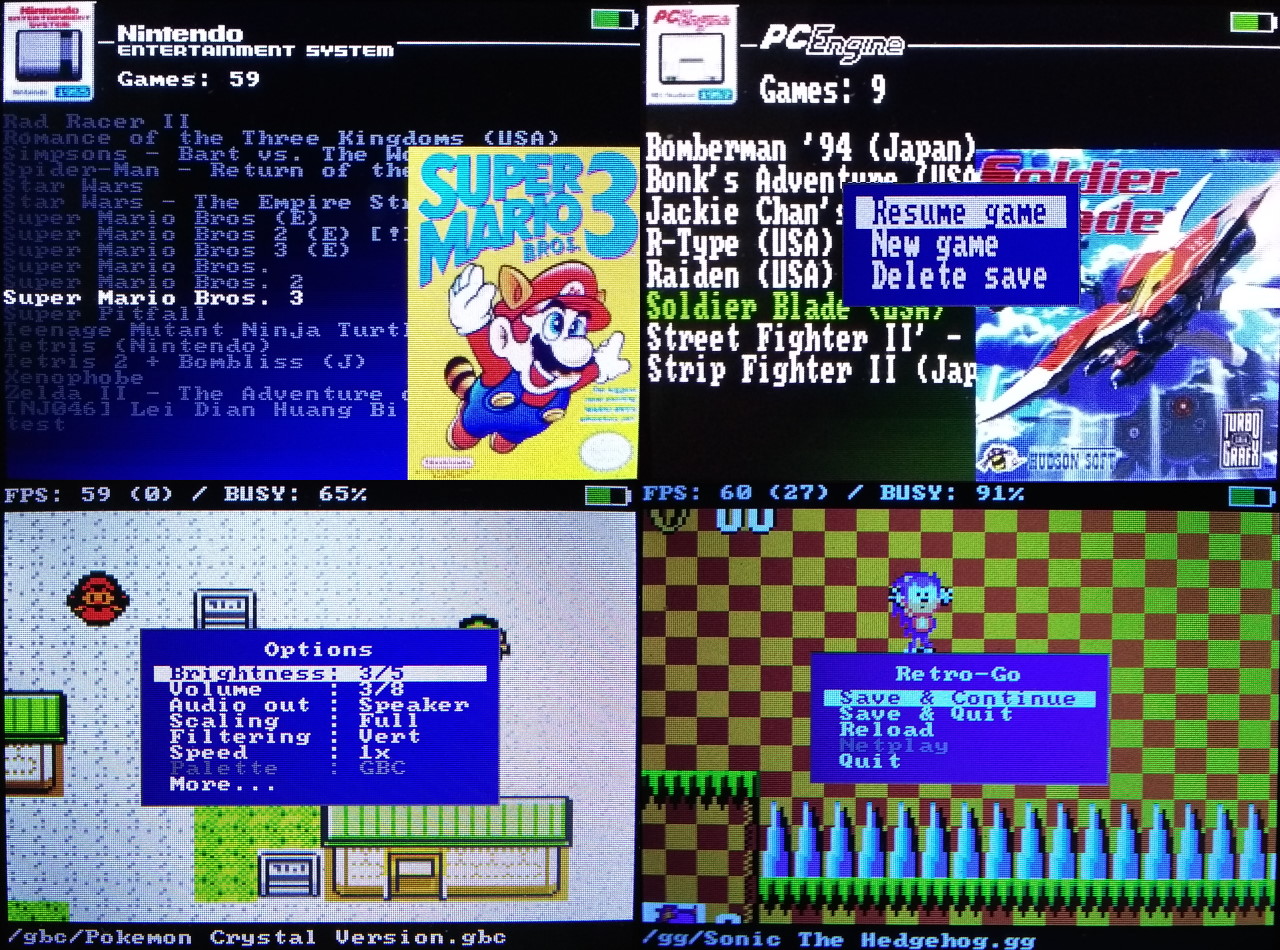 Nintendo
ENTERTAINMENT SYSTEM
Nintendo
ENTERTAINMENT SYSTEM
Games: 59
Nintendo
Rad Racer II
Romance of the Three Kingdoms (USA)
Simpsons - Bart vs. The Wo
Spider-Man - Return of the
Star Wars
Star Wars - The Empire Str
Super Mario Bros (E)
Super Mario Bros 2 (E) [!]
Super Mario Bros 3 (E)
Super Mario Bros.
Super Mario Bros. 2
Super Mario Bros. 3
Super Pitfall
Teenage Mutant Ninja Turtl
Tetris (Nintendo)
Tetris 2 + Bombliss (J)
Xenophobe
Zelda II - The Adventure o
[NJ046] Lei Dian Huang Bi
test
SUPER
MARIO
BROS. 3
PC Engine
PC Engine
Games: 9
Bomberman '94 (Japan)
Bonk's Adventure (USA
Jackie Chan's
R-Type (USA)
Raiden (USA)
Soldier Blade (USA)
Street Fighter II' -
Strip Fighter II (Jap
Resume game
New game
Delete save
Soldier
ade
HUDSON SOFT
TURBO
GRAFX
FPS: 59 (0) / BUSY: 65%
Options
Brightness: 3/5
Volume : 3/8
Audio out : Speaker
Scaling : Full
Filtering : Vert
Speed : 1x
Palette : GBC
More...
/gbc/Pokemon Crystal Version.gbc
FPS: 60 (27) / BUSY: 91%
Retro-Go
Save & Continue
Save & Quit
Reload
Netplay
Quit
/gg/Sonic The Hedgehog.gg